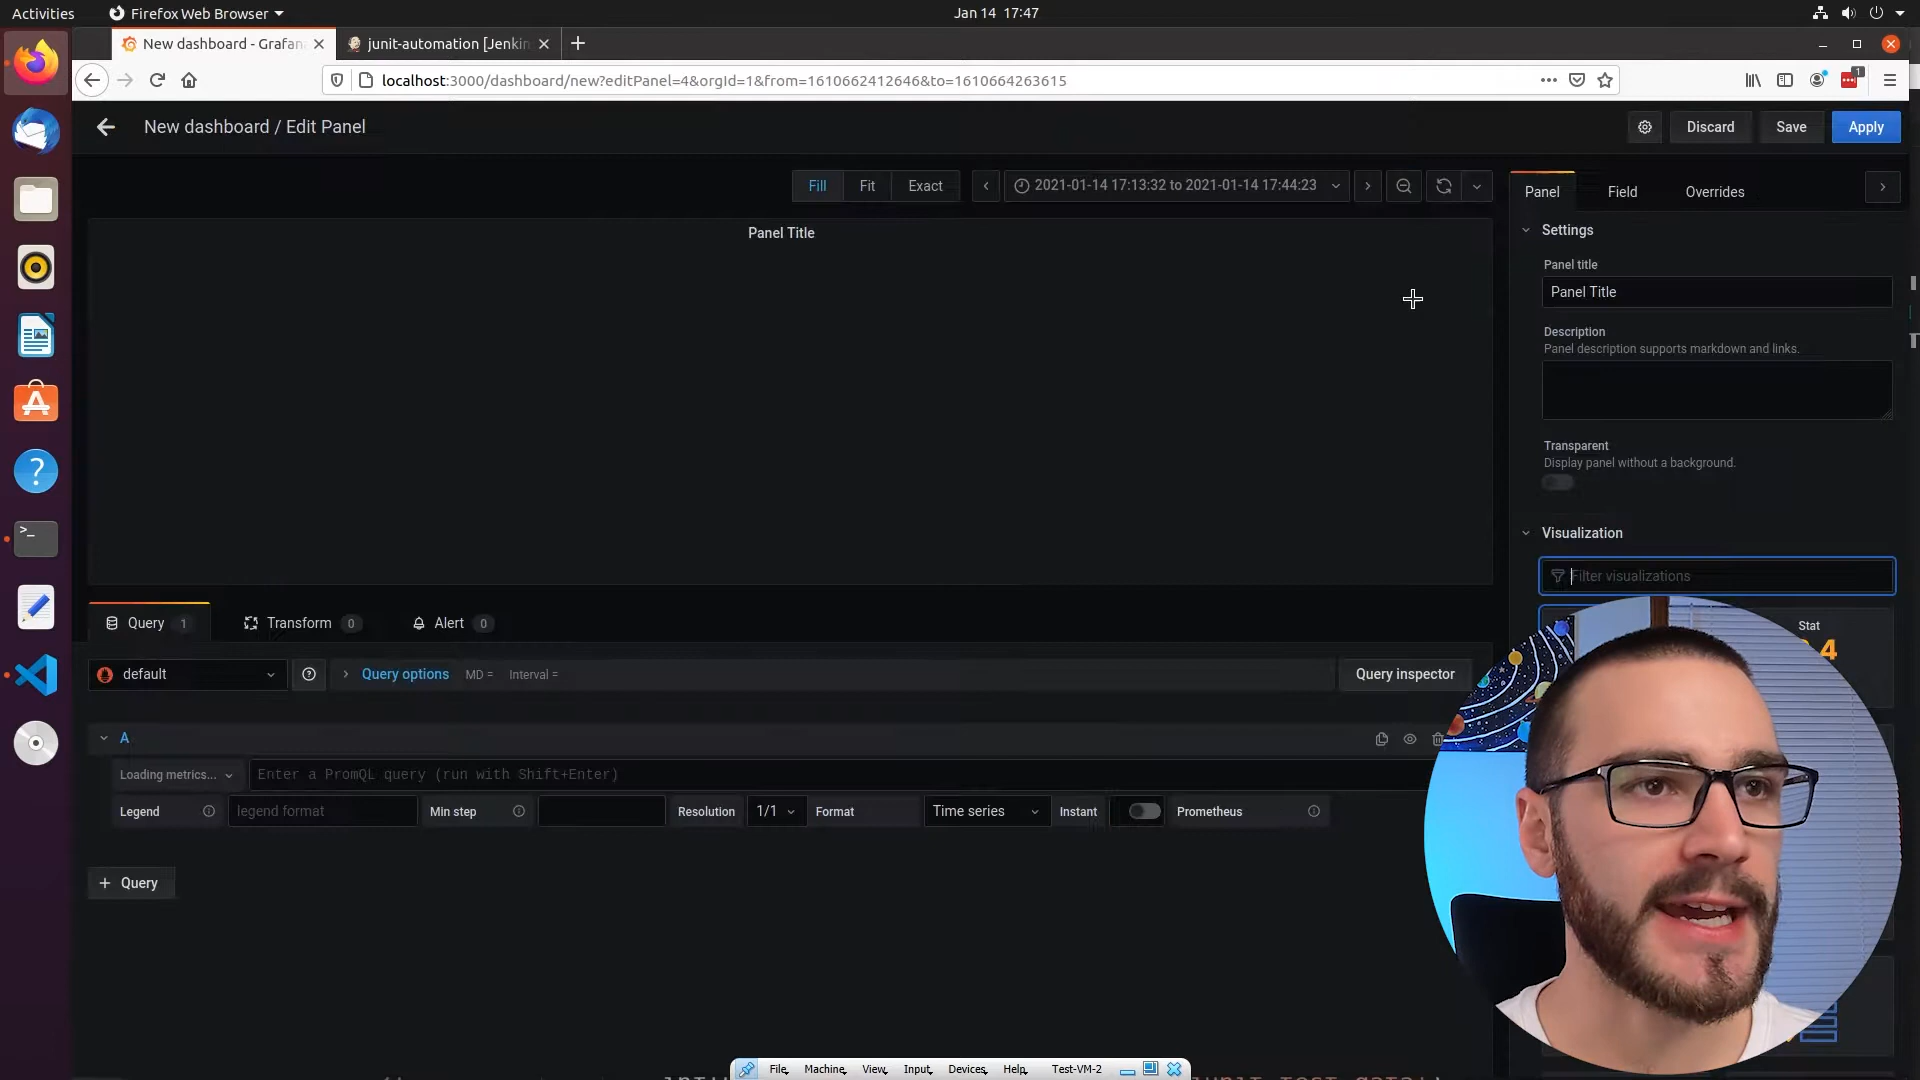 Activities
Firefox Web Browser
Jan 14 17:47
New dashboard - Grafan
junit-automation [Jenkin
localhost:3000/dashboard/new?editPanel=4&orgId=1&from=1610662412646&to=1610664263615
1
New dashboard / Edit Panel
Discard
Save
Apply
Fill
Fit
Exact
2021-01-14 17:13:32 to 2021-01-14 17:44:23
Panel
Field
Overrides
Panel Title
Settings
Panel title
Panel Title
Description
Panel description supports markdown and links.
Transparent
Display panel without a background.
Visualization
Filter visualizations
Stat
4
Query 1
Transform 0
Alert 0
default
Query options
MD =
Interval =
Query inspector
A
Loading metrics...
Enter a PromQL query (run with Shift+Enter)
Legend
legend format
Min step
Resolution
1/1
Format
Time series
Instant
Prometheus
+ Query
File
Machine
View
Input
Devices
Help
Test-VM-2